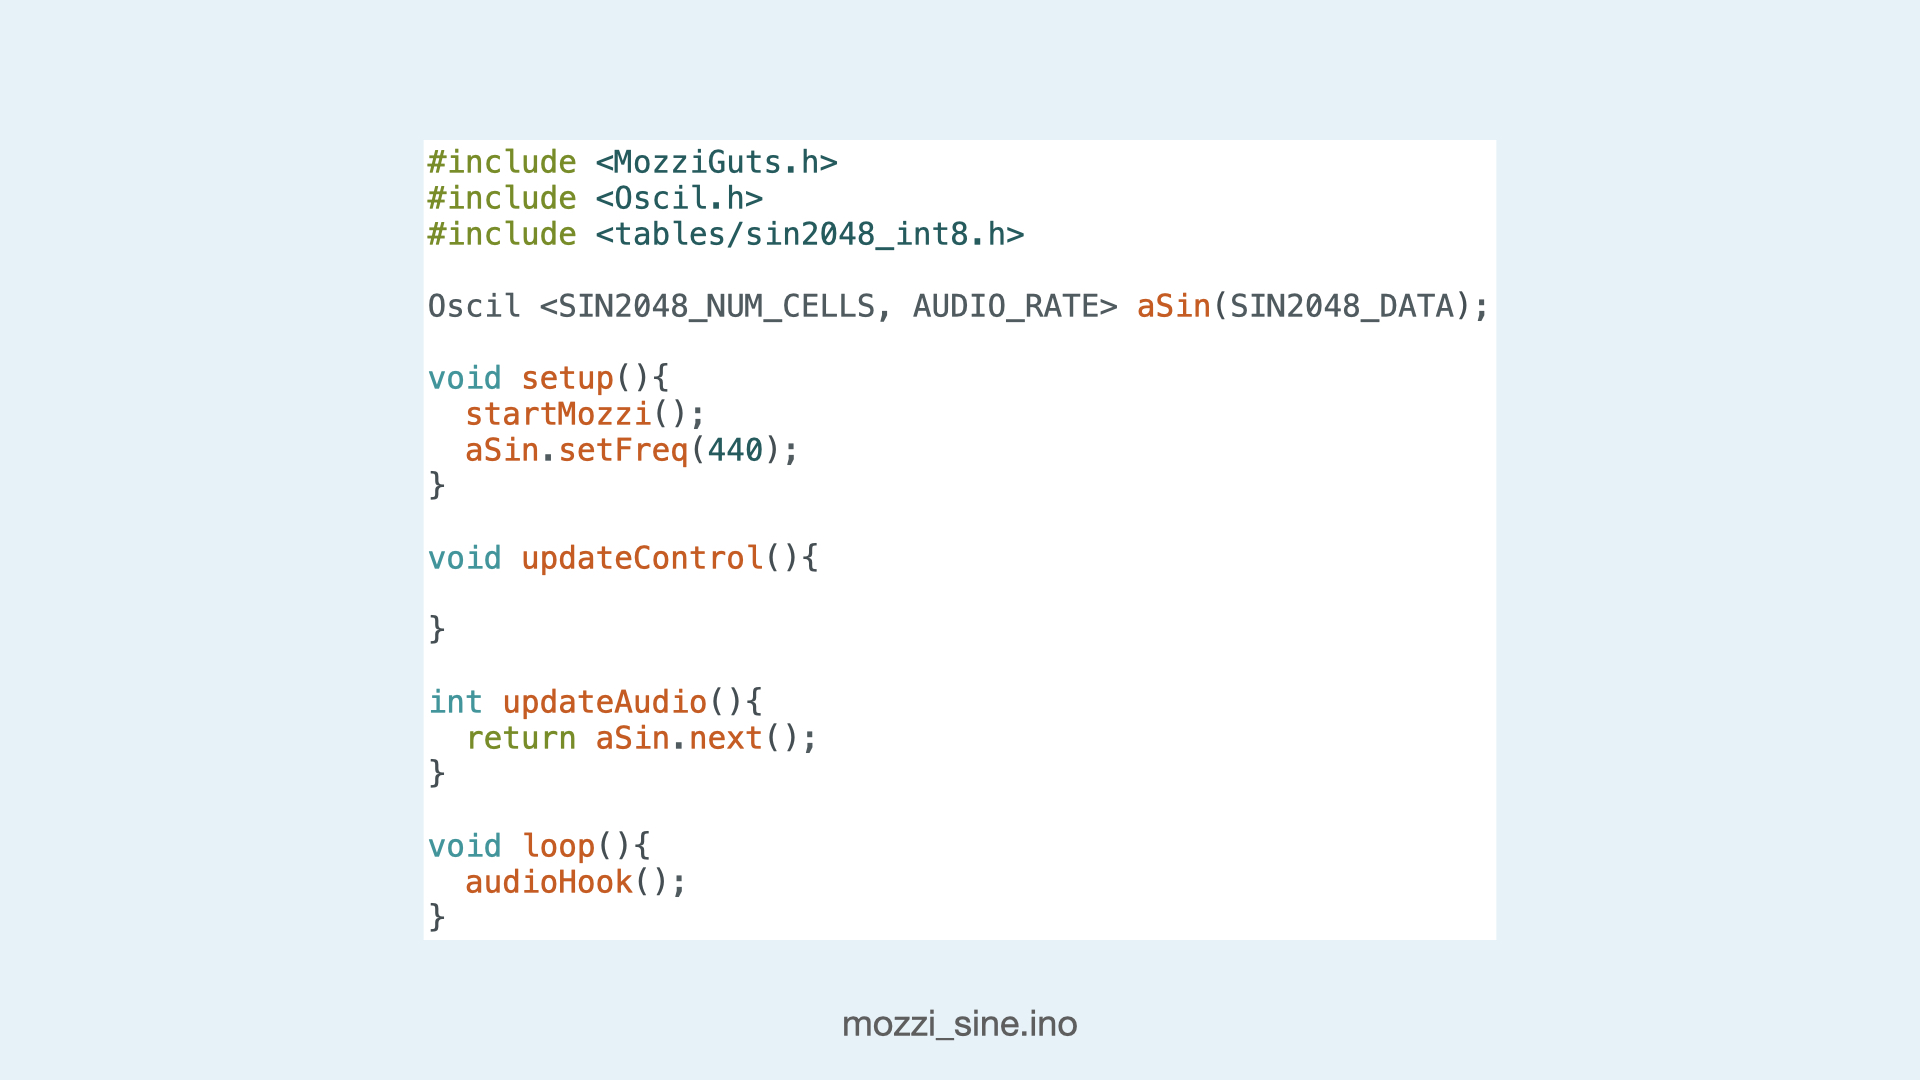 #include <MozziGuts.h>
#include <Oscil.h>
#include <tables/sin2048_int8.h>
Oscil <SIN2048_NUM_CELLS, AUDIO_RATE> aSin(SIN2048_DATA);
void setup(){
  startMozzi();
  aSin.setFreq(440);
}
void updateControl(){
}
int updateAudio(){
  return aSin.next();
}
void loop(){
  audioHook();
}
mozzi_sine.ino